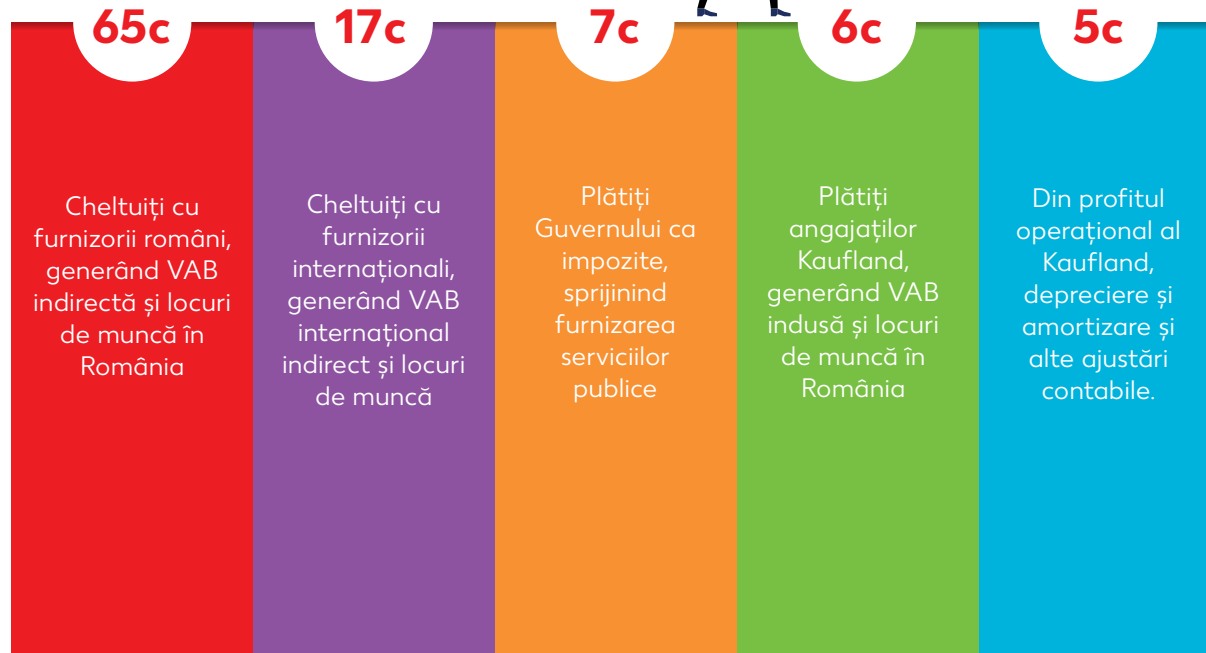 65c
Cheltuiți cu
furnizorii români,
generând VAB
indirectă și locuri
de muncă în
România
17c
Cheltuiți cu
furnizorii
internaționali,
generând VAB
internațional
indirect și locuri
de muncă
7c
Plătiți
Guvernului ca
impozite,
sprijinind
furnizarea
serviciilor
publice
6c
Plătiți
angajaților
Kaufland,
generând VAB
indusă și locuri
de muncă în
România
5c
Din profitul
operațional al
Kaufland,
depreciere și
amortizare și
alte ajustări
contabile.